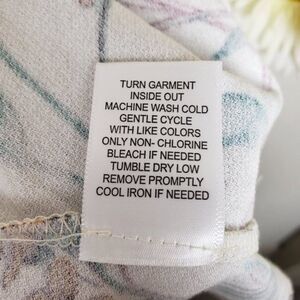 TURN GARMENT
INSIDE OUT
MACHINE WASH COLD
GENTLE CYCLE
WITH LIKE COLORS
ONLY NON- CHLORINE
BLEACH IF NEEDED
TUMBLE DRY LOW
REMOVE PROMPTLY
COOL IRON IF NEEDED